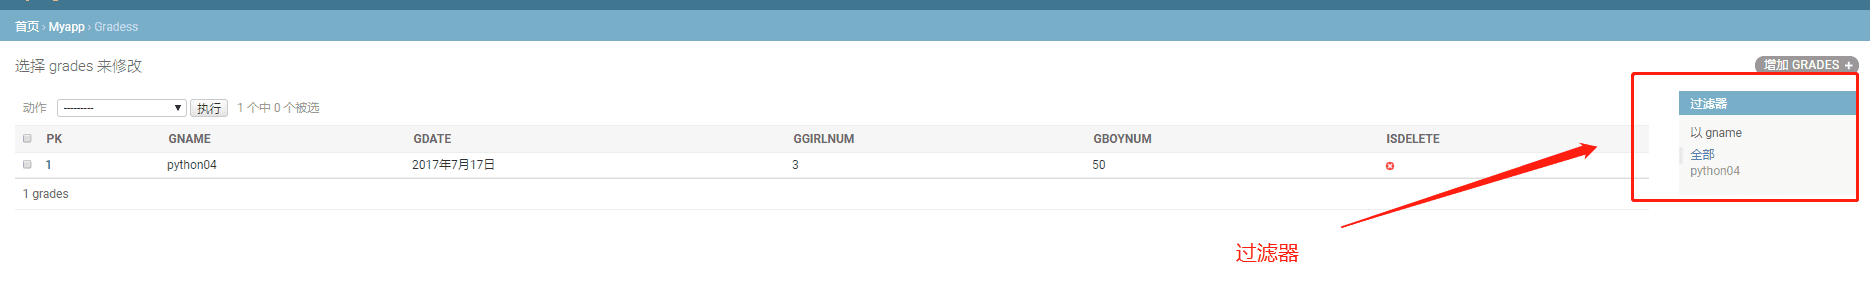 首页 › Myapp › Gradess
选择 grades 来修改
增加 GRADES +
动作 --------- 执行 1 个中 0 个被选
PK GNAME GDATE GGIRLNUM GBOYNUM ISDELETE
1 python04 2017年7月17日 3 50
1 grades
过滤器
以 gname
全部
python04
过滤器